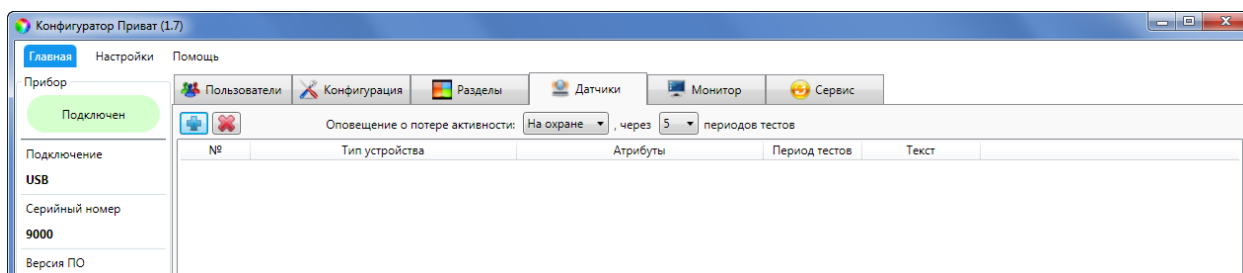 Конфигуратор Приват (1.7)
Главная Настройки Помощь
Прибор
Подключен
Подключение
USB
Серийный номер
9000
Версия ПО
Пользователи Конфигурация Разделы Датчики Монитор Сервис
Оповещение о потере активности: На охране , через 5 периодов тестов
№ Тип устройства Атрибуты Период тестов Текст